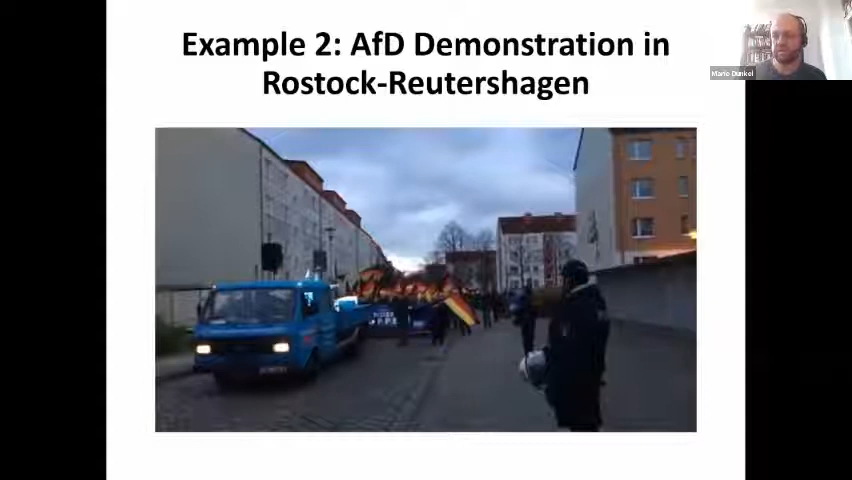 Example 2: AfD Demonstration in
Rostock-Reutershagen
Mario Dunkel